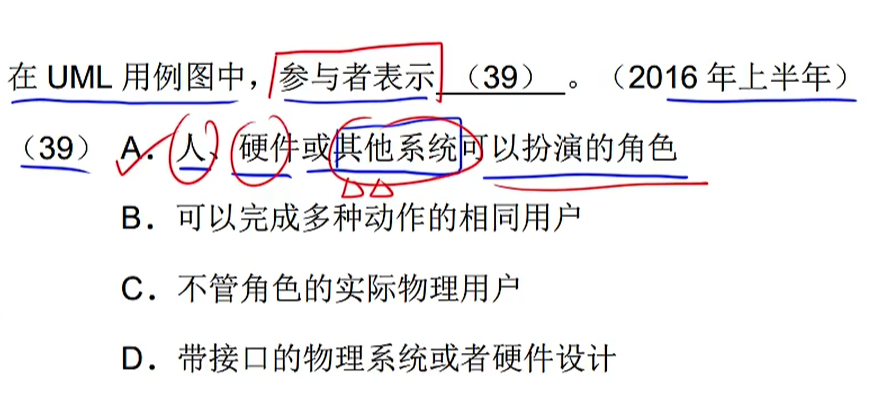 在 UML 用例图中，参与者表示 （39） 。（2016 年上半年）
（39） A．人、硬件或其他系统可以扮演的角色
B．可以完成多种动作的相同用户
C．不管角色的实际物理用户
D．带接口的物理系统或者硬件设计